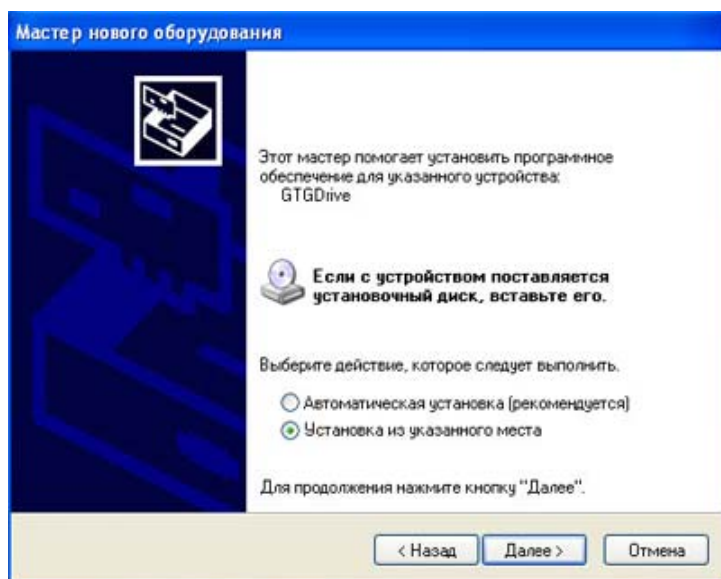 Мастер нового оборудования
Этот мастер помогает установить программное
обеспечение для указанного устройства:
GTGDrive
Если с устройством поставляется
установочный диск, вставьте его.
Выберите действие, которое следует выполнить.
Автоматическая установка (рекомендуется)
Установка из указанного места
Для продолжения нажмите кнопку "Далее".
< Назад
Далее >
Отмена